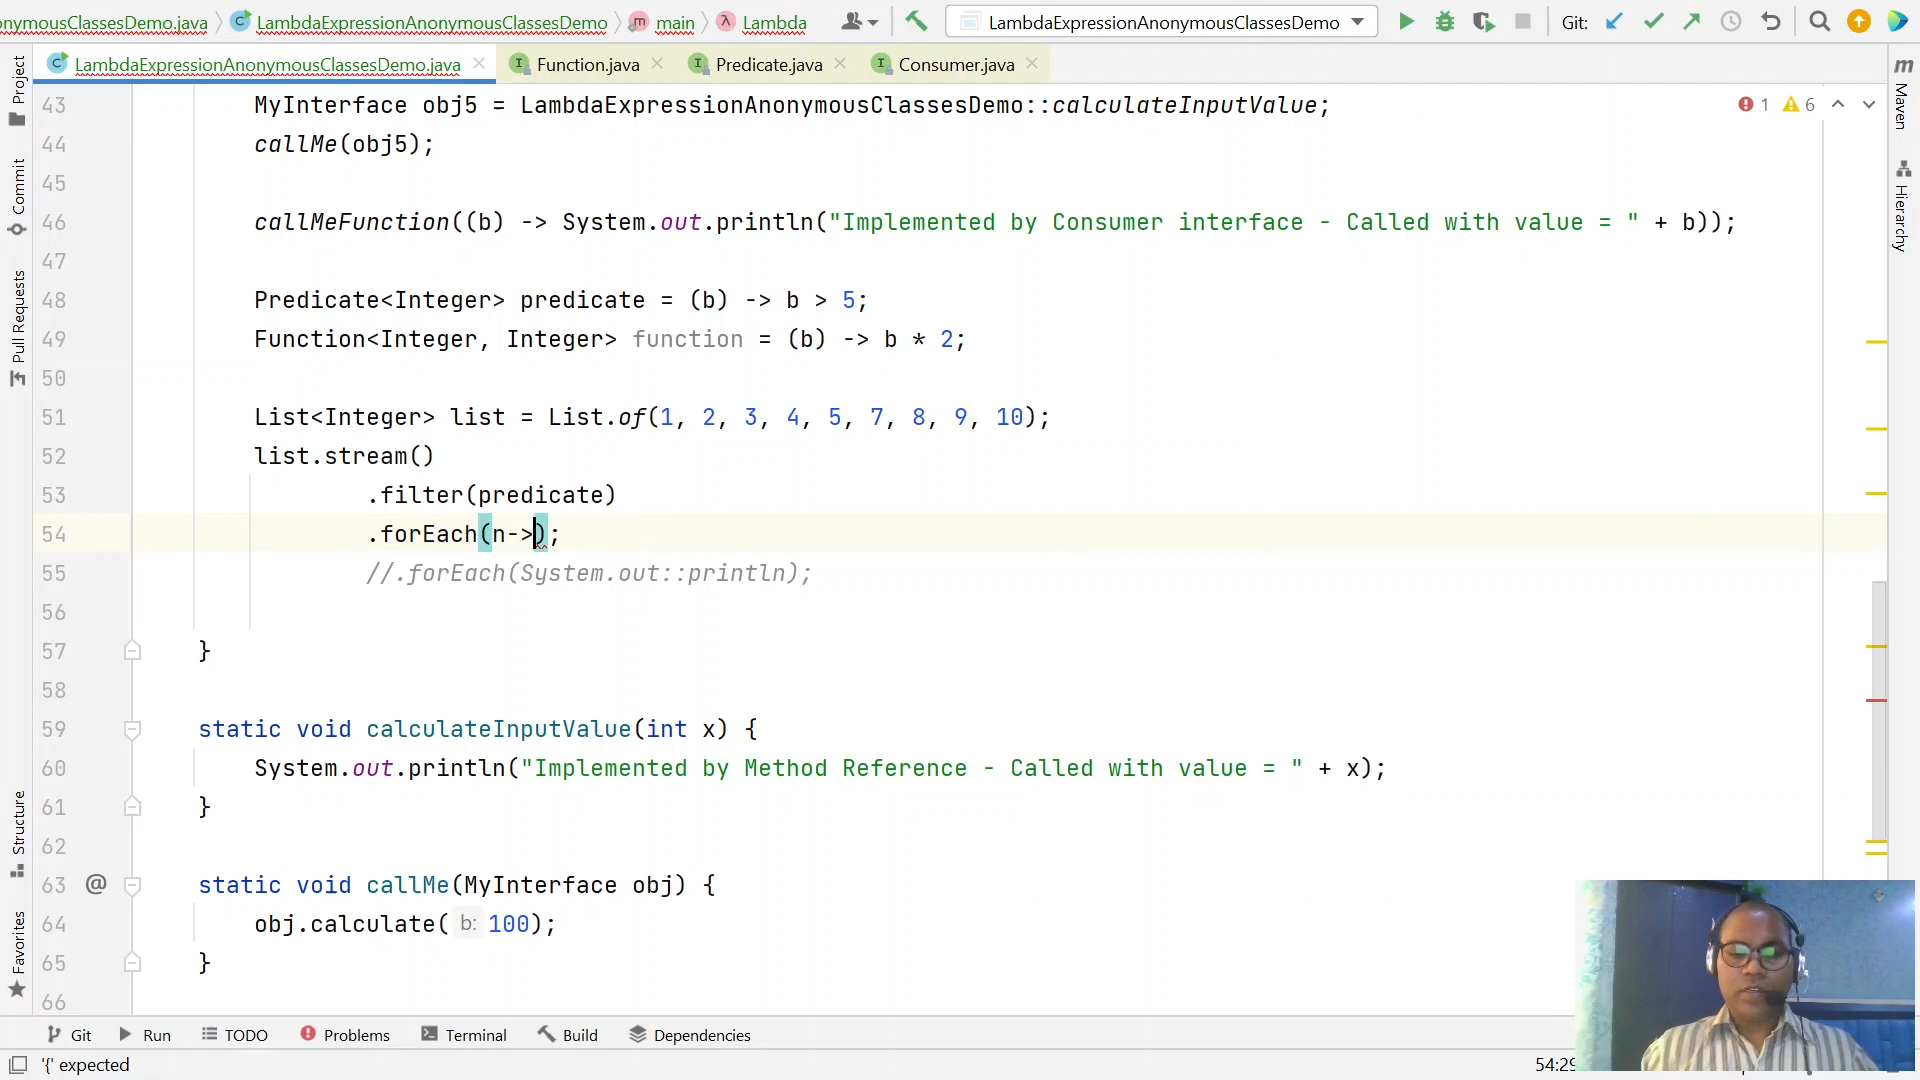 onymousClassesDemo.java LambdaExpressionAnonymousClassesDemo main Lambda LambdaExpressionAnonymousClassesDemo Git:
LambdaExpressionAnonymousClassesDemo.java Function.java Predicate.java Consumer.java
Project
Commit
Pull Requests
Structure
Favorites
Maven
Hierarchy
1 6
43 MyInterface obj5 = LambdaExpressionAnonymousClassesDemo::calculateInputValue;
44 callMe(obj5);
45
46 callMeFunction((b) -> System.out.println("Implemented by Consumer interface - Called with value = " + b));
47
48 Predicate<Integer> predicate = (b) -> b > 5;
49 Function<Integer, Integer> function = (b) -> b * 2;
50
51 List<Integer> list = List.of(1, 2, 3, 4, 5, 7, 8, 9, 10);
52 list.stream()
53 .filter(predicate)
54 .forEach(n->);
55 //.forEach(System.out::println);
56
57 }
58
59 static void calculateInputValue(int x) {
60 System.out.println("Implemented by Method Reference - Called with value = " + x);
61 }
62
63 @ static void callMe(MyInterface obj) {
64 obj.calculate( b: 100);
65 }
66
Git Run TODO Problems Terminal Build Dependencies
'{' expected 54:29